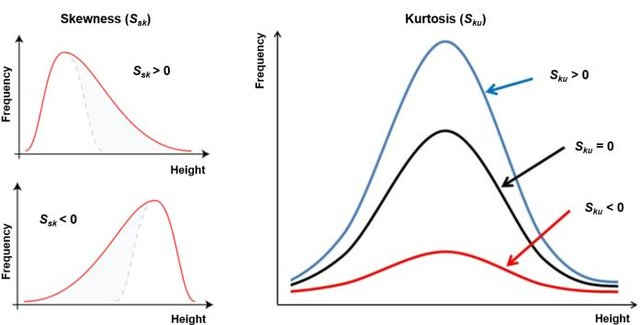 Skewness (Ssk)
Frequency
Ssk > 0
Height
Frequency
Ssk < 0
Height
Kurtosis (Sku)
Frequency
Sku > 0
Sku = 0
Sku < 0
Height